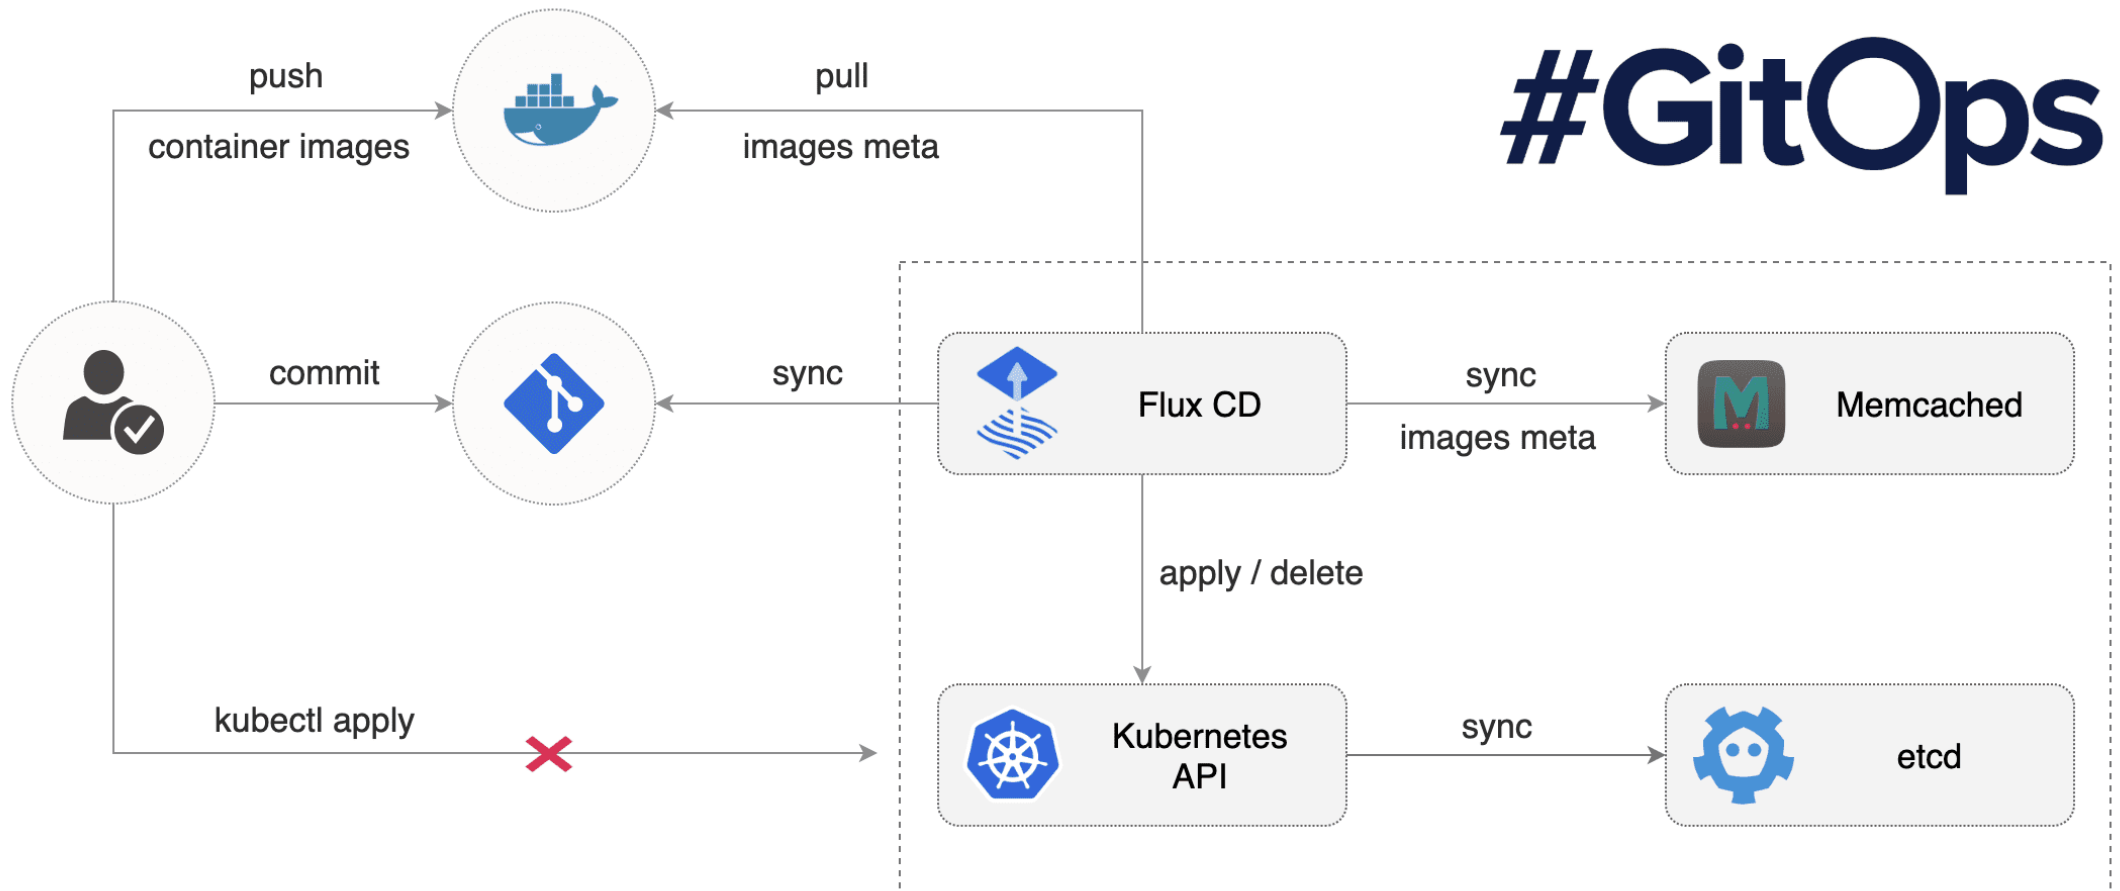 #GitOps
push
container images
pull
images meta
commit
sync
Flux CD
sync
images meta
Memcached
apply / delete
kubectl apply
Kubernetes
API
sync
etcd